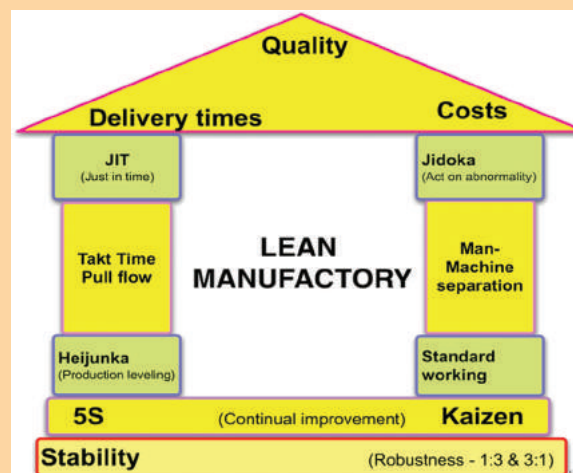 Quality
Delivery times Costs
JIT
(Just in time)
Jidoka
(Act on abnormality)
Takt Time
Pull flow
LEAN
MANUFACTORY
Man-
Machine
separation
Heijunka
(Production leveling)
Standard
working
5S (Continual improvement) Kaizen
Stability (Robustness - 1:3 & 3:1)